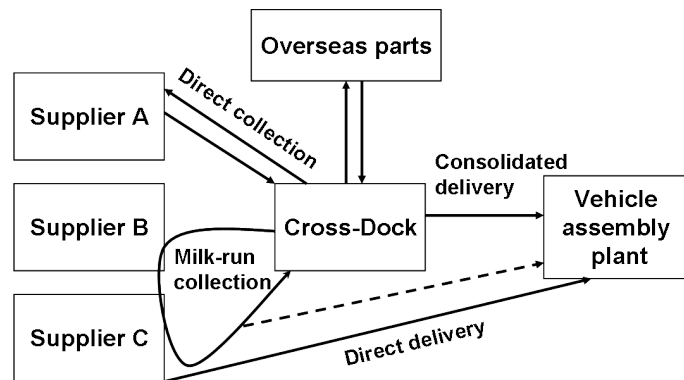 Overseas parts
Supplier A
Direct collection
Supplier B
Cross-Dock
Consolidated
delivery
Vehicle
assembly
plant
Milk-run
collection
Supplier C
Direct delivery